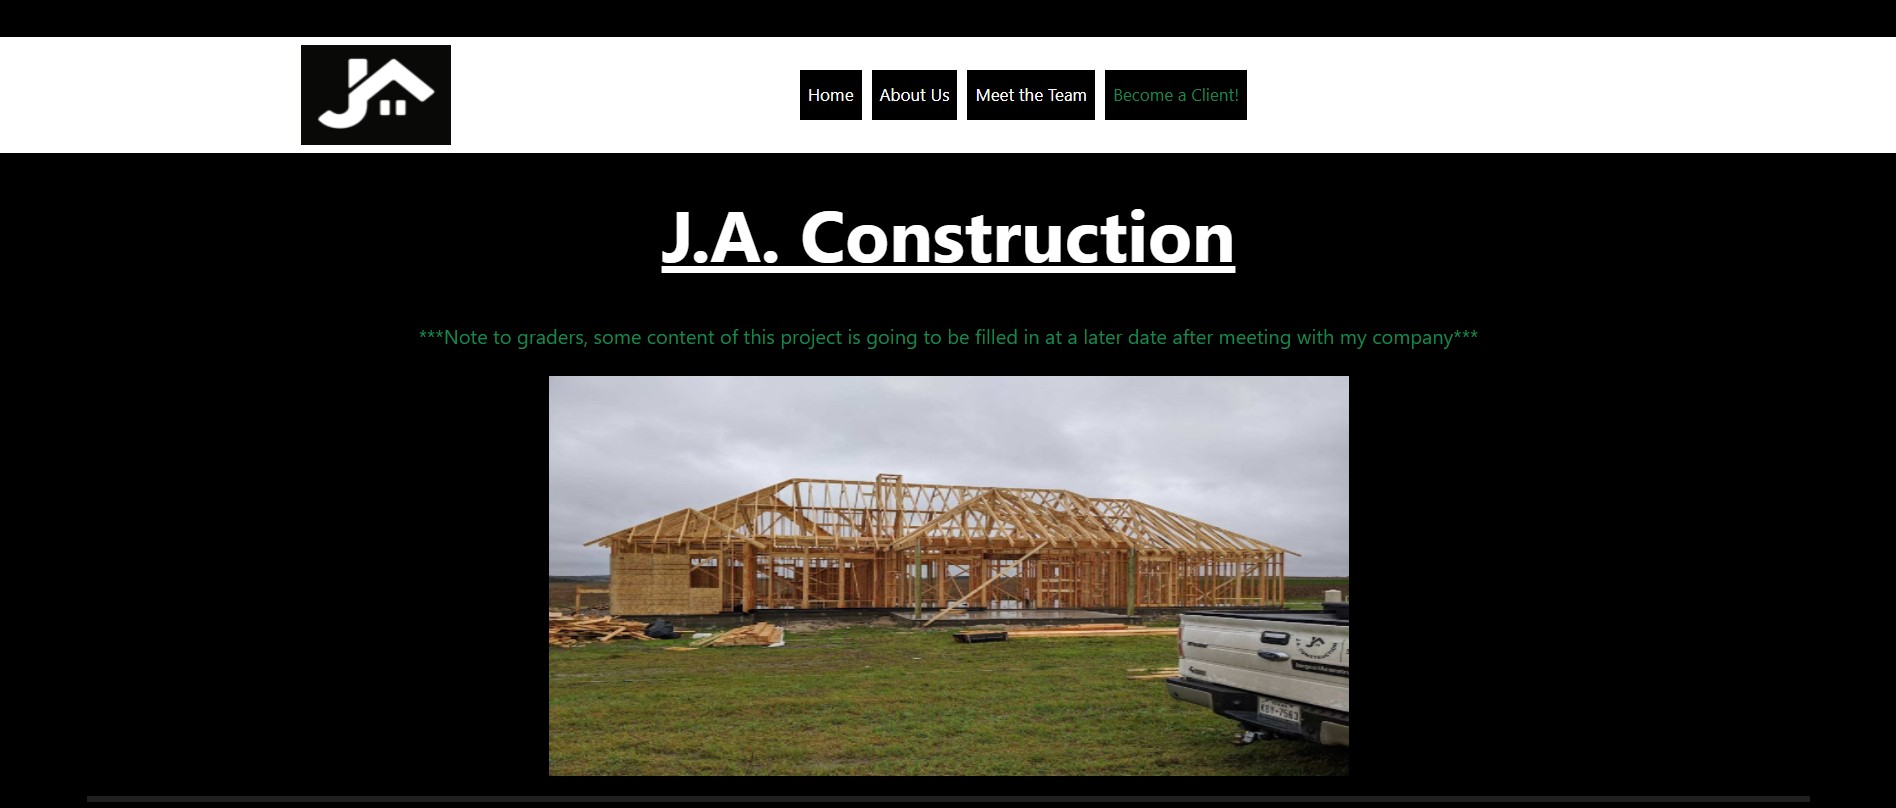 Home
About Us
Meet the Team
Become a Client!
J.A. Construction
***Note to graders, some content of this project is going to be filled in at a later date after meeting with my company***
CONSTRUCTION